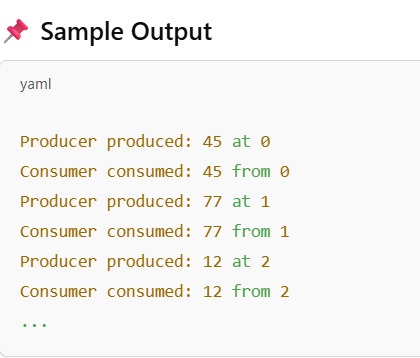 📌 Sample Output
yaml
Producer produced: 45 at 0
Consumer consumed: 45 from 0
Producer produced: 77 at 1
Consumer consumed: 77 from 1
Producer produced: 12 at 2
Consumer consumed: 12 from 2
...